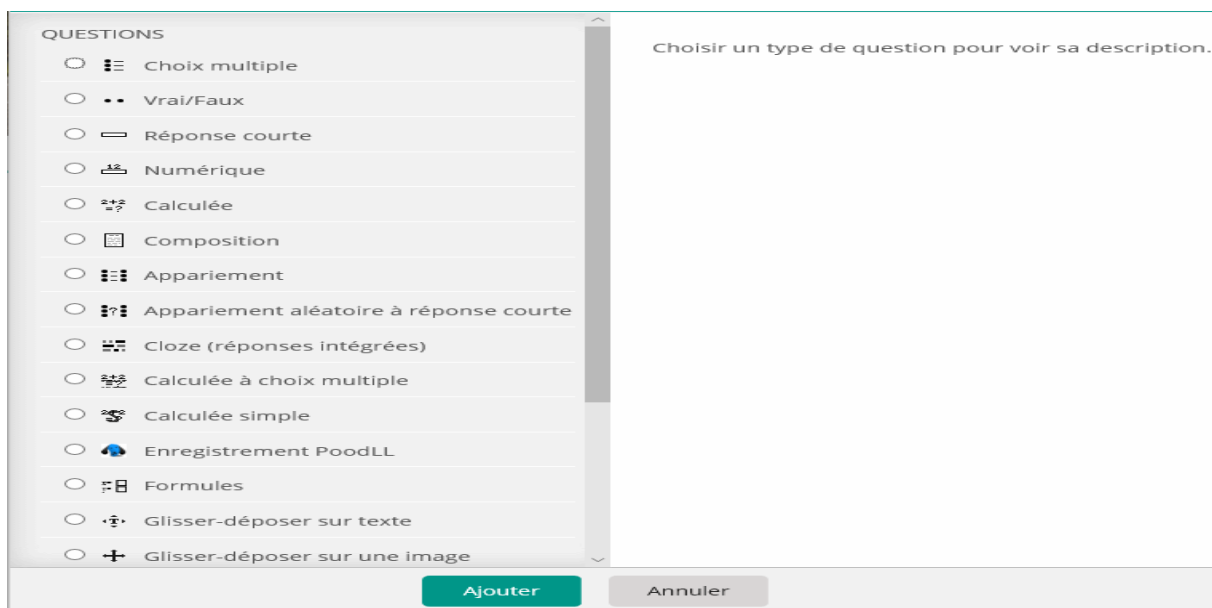 QUESTIONS
Choisir un type de question pour voir sa description.
Choix multiple
Vrai/Faux
Réponse courte
Numérique
Calculée
Composition
Appariement
Appariement aléatoire à réponse courte
Cloze (réponses intégrées)
Calculée à choix multiple
Calculée simple
Enregistrement PoodLL
Formules
Glisser-déposer sur texte
Glisser-déposer sur une image
Ajouter
Annuler